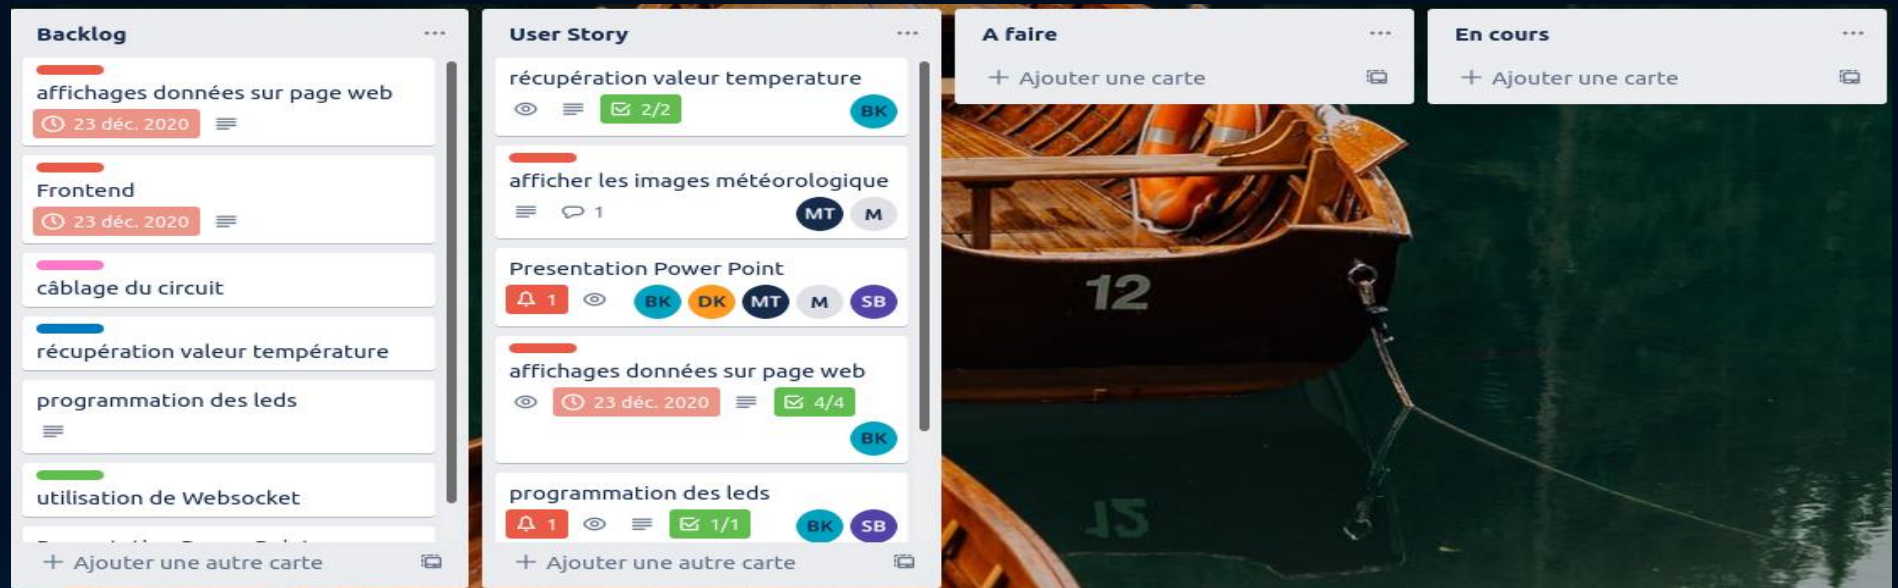 Backlog
affichages données sur page web
23 déc. 2020
Frontend
23 déc. 2020
câblage du circuit
récupération valeur température
programmation des leds
utilisation de Websocket
+ Ajouter une autre carte
User Story
récupération valeur temperature
2/2
BK
afficher les images météorologique
1
MT M
Presentation Power Point
1 BK DK MT M SB
affichages données sur page web
23 déc. 2020 4/4
BK
programmation des leds
1 1/1 BK SB
+ Ajouter une autre carte
A faire
+ Ajouter une carte
En cours
+ Ajouter une carte
12